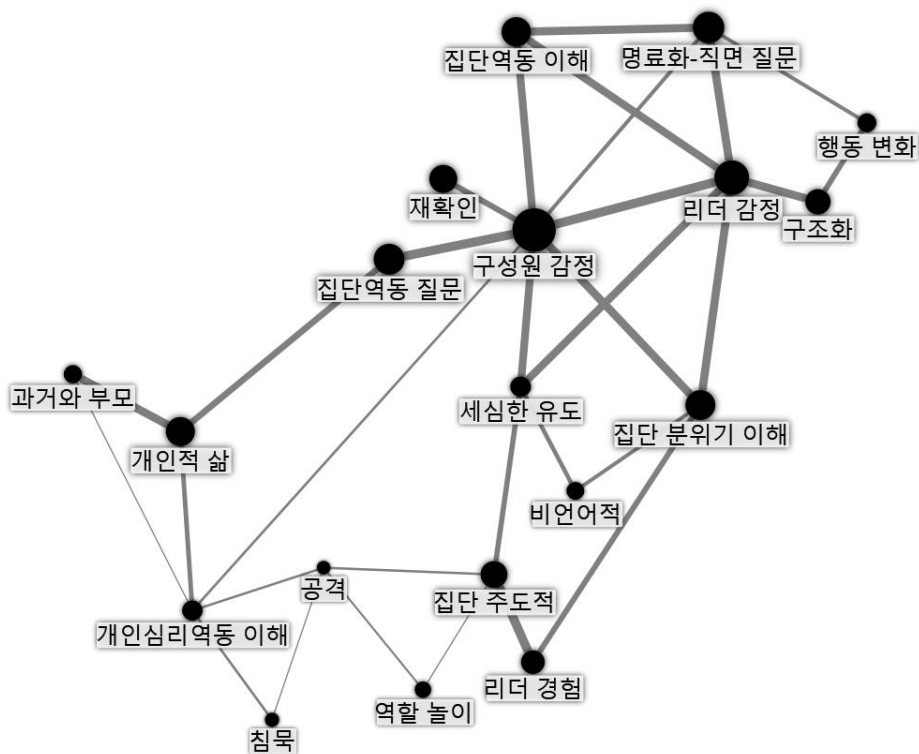 집단역동 이해
명료화-직면 질문
행동 변화
재확인
리더 감정
구조화
구성원 감정
집단역동 질문
과거와 부모
세심한 유도
집단 분위기 이해
개인적 삶
비언어적
공격
집단 주도적
개인심리역동 이해
리더 경험
역할 놀이
침묵